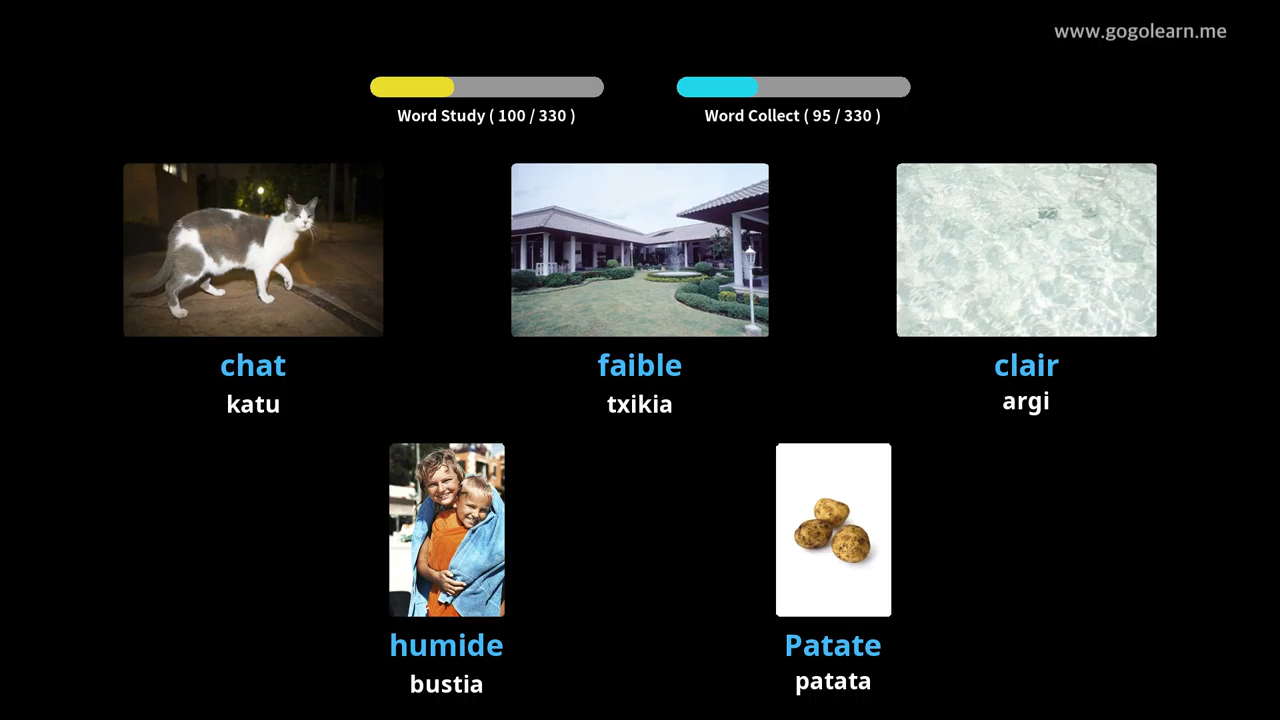 www.gogolearn.me
Word Study ( 100 / 330 )
Word Collect ( 95 / 330 )
chat
katu
faible
txikia
clair
argi
humide
bustia
Patate
patata